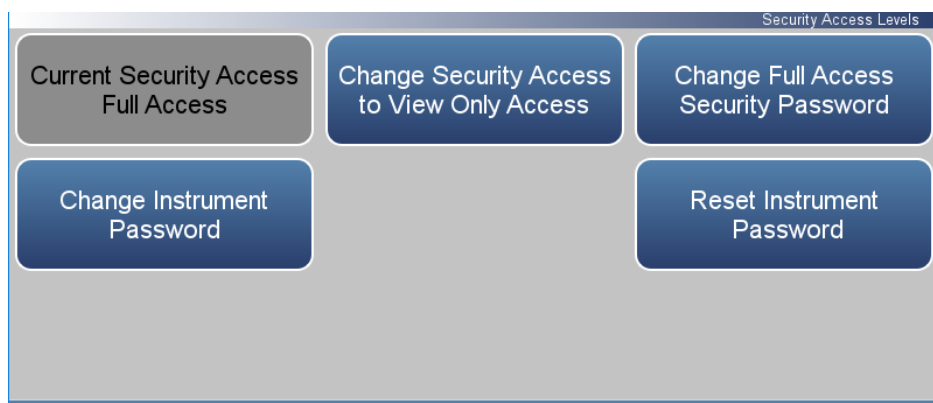 Security Access Levels
Current Security Access
Full Access
Change Security Access
to View Only Access
Change Full Access
Security Password
Change Instrument
Password
Reset Instrument
Password